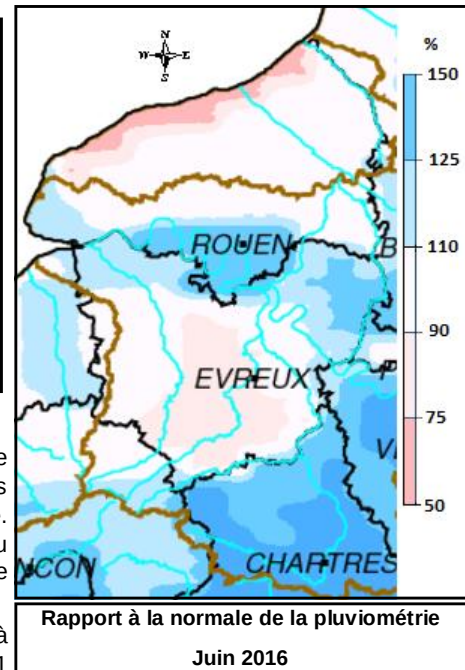 N
W E
S
%
150
125
ROUEN
B
110
90
EVREUX
75
50
NCON
CHARTRES
e
s
.
u
e
à
Rapport à la normale de la pluviométrie
Juin 2016